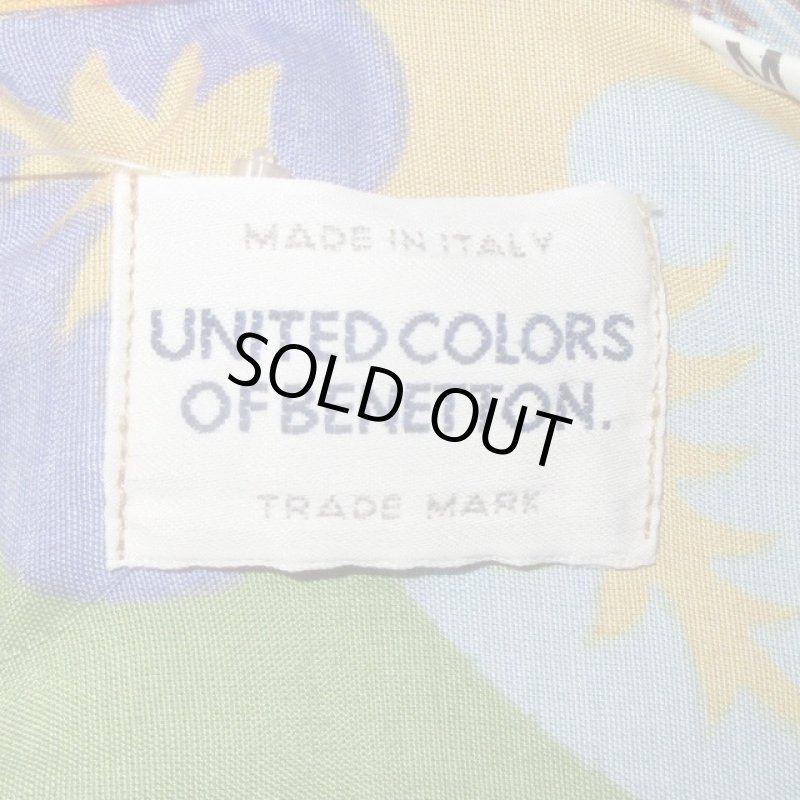 M
MADE IN ITALY
UNITED COLORS
OF BENETTON.
SOLD OUT
TRADE MARK